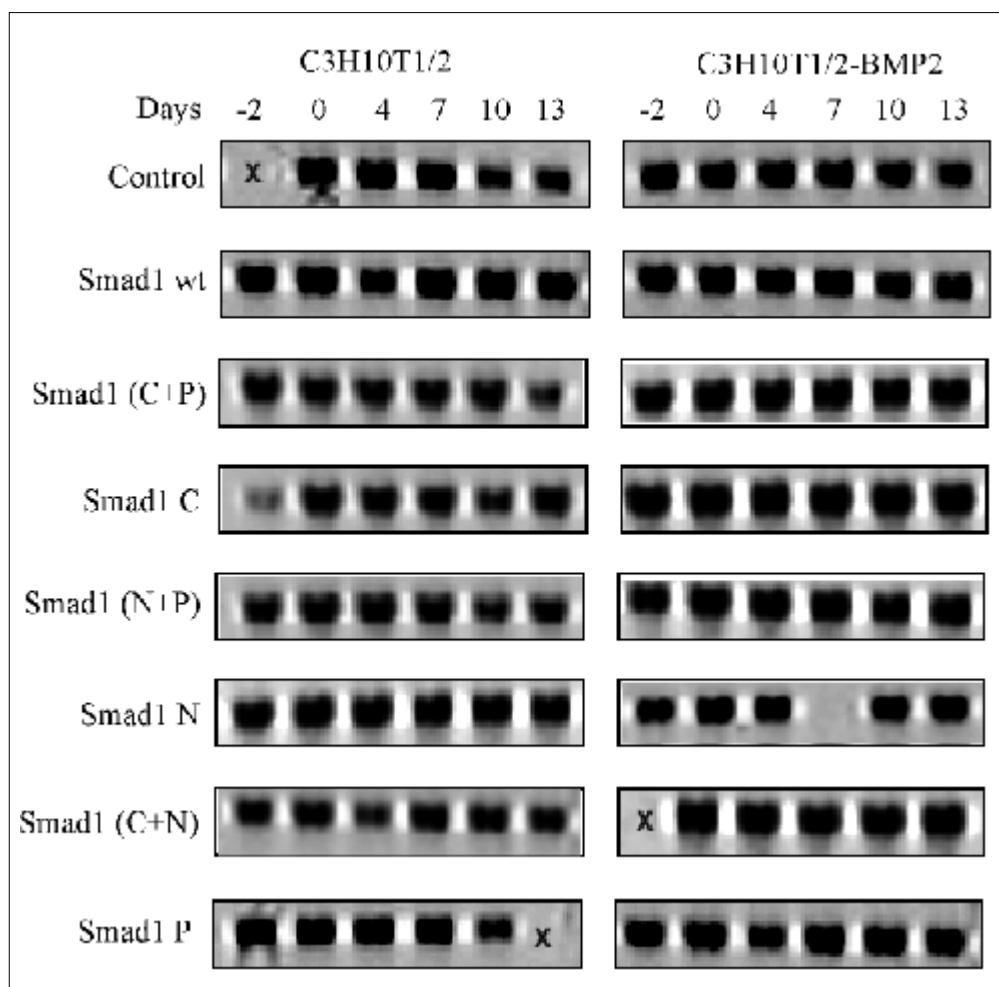 C3H10T1/2 C3H10T1/2-BMP2
Days -2 0 4 7 10 13 -2 0 4 7 10 13
Control x
Smad1 wt
Smad1 (C+P)
Smad1 C
Smad1 (N+P)
Smad1 N
Smad1 (C+N) x
Smad1 P x